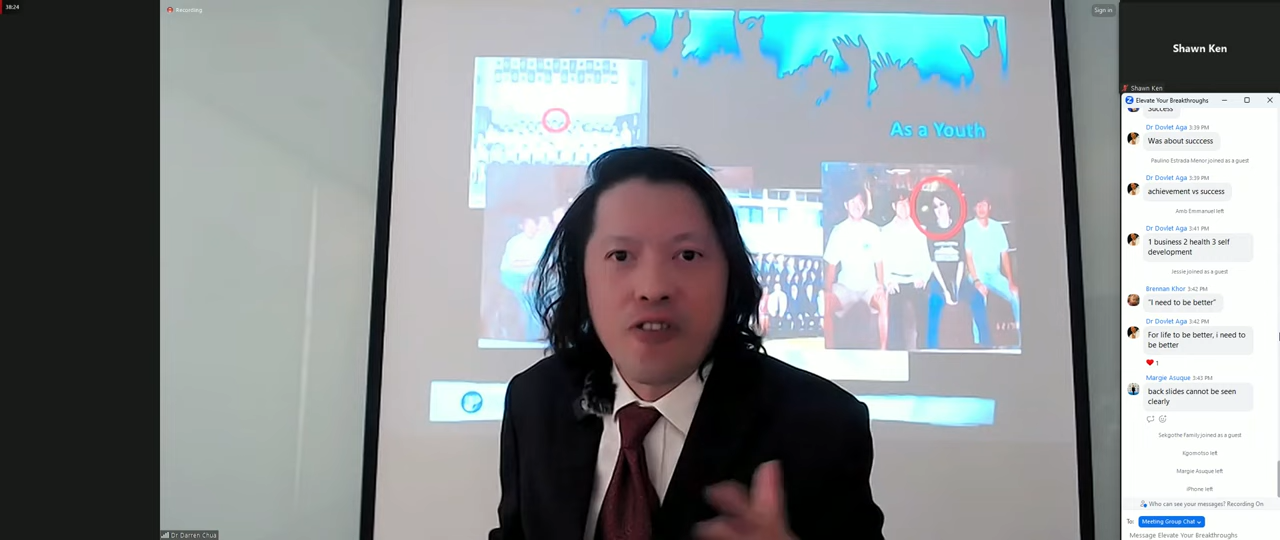 38:24
Recording
Sign in
Shawn Ken
Shawn Ken
Elevate Your Breakthroughs
Success
Dr Dovlet Aga 3:39 PM
Was about succcess
Paulino Estrada Menor joined as a guest
Dr Dovlet Aga 3:39 PM
achievement vs success
Amb Emmanuel left
Dr Dovlet Aga 3:41 PM
1 business 2 health 3 self
development
Jessie joined as a guest
Brennan Khor 3:42 PM
"I need to be better"
Dr Dovlet Aga 3:42 PM
For life to be better, i need to
be better
1
Margie Asuque 3:43 PM
back slides cannot be seen
clearly
Sekgothe Family joined as a guest
Kgomotso left
Margie Asuque left
iPhone left
Who can see your messages? Recording On
To: Meeting Group Chat
Message Elevate Your Breakthroughs
As a Youth
Dr Darren Chua